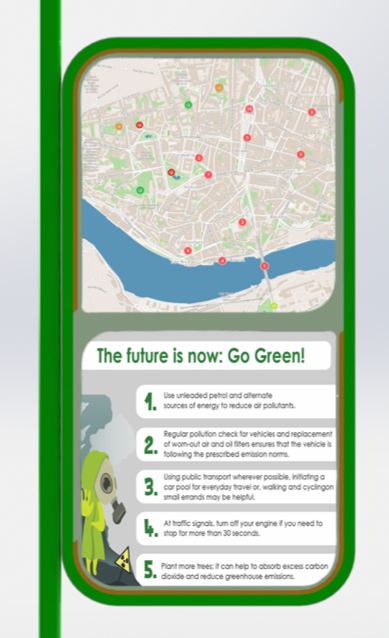 The future is now: Go Green!
1. Use unleaded petrol and alternate
sources of energy to reduce air pollutants.
2. Regular pollution check for vehicles and replacement
of worn-out air and oil filters ensures that the vehicle is
following the prescribed emission norms.
3. Using public transport wherever possible, initiating a
car pool for everyday travel or, walking and cyclingon
small errands may be helpful.
4. At traffic signals, turn off your engine if you need to
stop for more than 30 seconds.
5. Plant more trees; it can help to absorb excess carbon
dioxide and reduce greenhouse emissions.